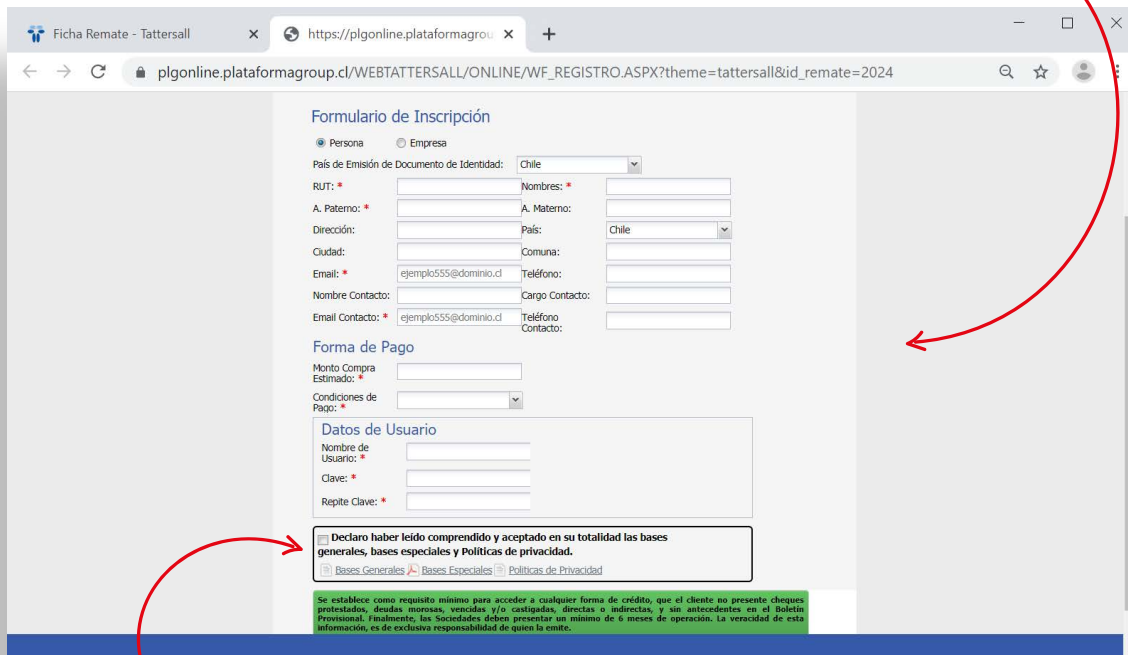 Ficha Remate - Tattersall
https://plgonline.plataformagrou
plgonline.plataformagroup.cl/WEBTATTERSALL/ONLINE/WF_REGISTRO.ASPX?theme=tattersall&id_remate=2024
Formulario de Inscripción
Persona Empresa
País de Emisión de Documento de Identidad: Chile
RUT: * Nombres: *
A. Paterno: * A. Materno:
Dirección: País: Chile
Ciudad: Comuna:
Email: * ejemplo555@dominio.cl Teléfono:
Nombre Contacto: Cargo Contacto:
Email Contacto: * ejemplo555@dominio.cl Teléfono
Contacto:
Forma de Pago
Monto Compra
Estimado: *
Condiciones de
Pago: *
Datos de Usuario
Nombre de
Usuario: *
Clave: *
Repite Clave: *
Declaro haber leído comprendido y aceptado en su totalidad las bases
generales, bases especiales y Políticas de privacidad.
Bases Generales Bases Especiales Politicas de Privacidad
Se establece como requisito mínimo para acceder a cualquier forma de crédito, que el cliente no presente cheques
protestados, deudas morosas, vencidas y/o castigadas, directas o indirectas, y sin antecedentes en el Boletín
Provisional. Finalmente, las Sociedades deben presentar un mínimo de 6 meses de operación. La veracidad de esta
información, es de exclusiva responsabilidad de quien la emite.